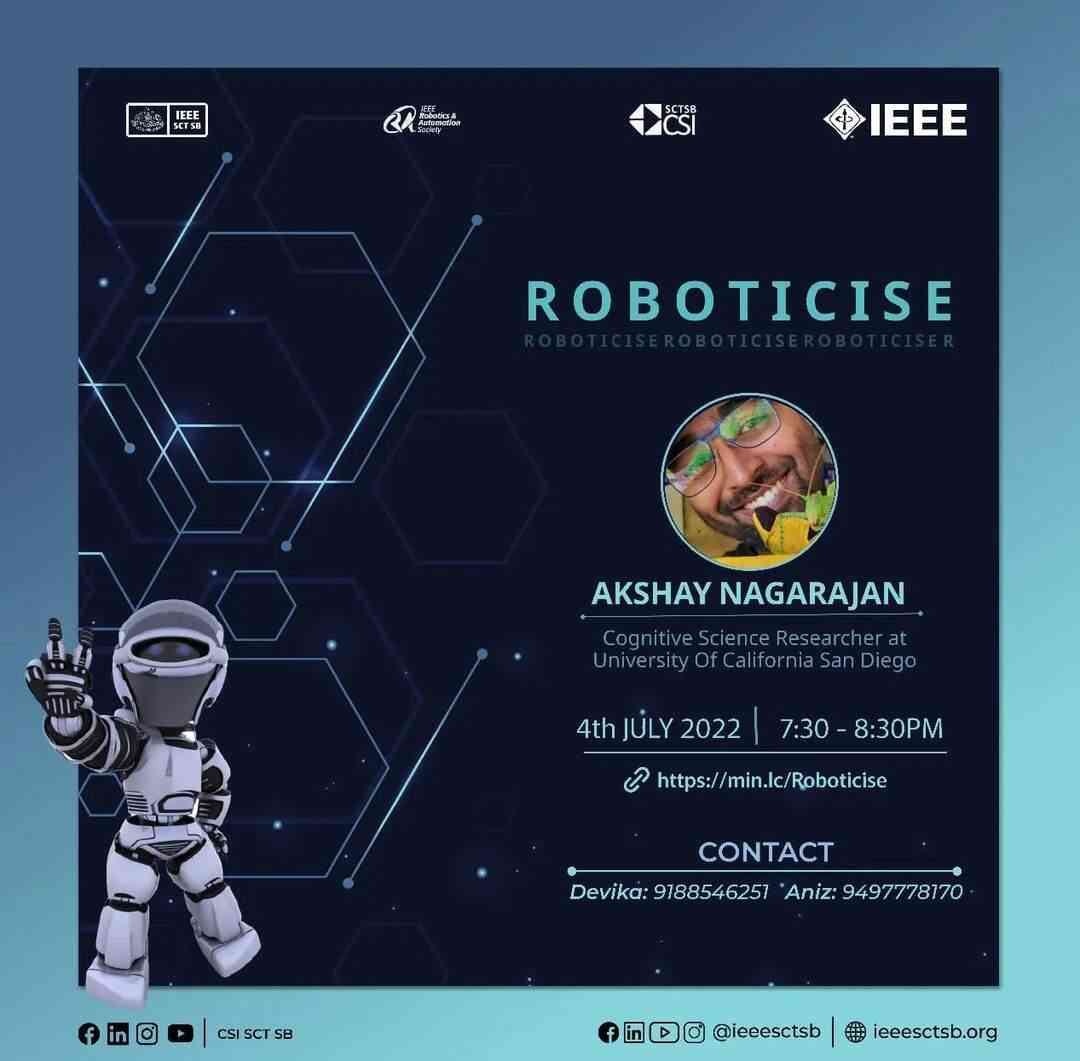 IEEE
SCT SB
IEEE
Robotics &
Automation
Society
SCTSB
CSI
IEEE
ROBOTICISE
ROBOTICISEROBOTICISEROBOTICISER
AKSHAY NAGARAJAN
Cognitive Science Researcher at
University Of California San Diego
4th JULY 2022 | 7:30 - 8:30PM
https://min.lc/Roboticise
CONTACT
Devika: 9188546251 Aniz: 9497778170
CSI SCT SB
@ieeesctsb | ieeesctsb.org